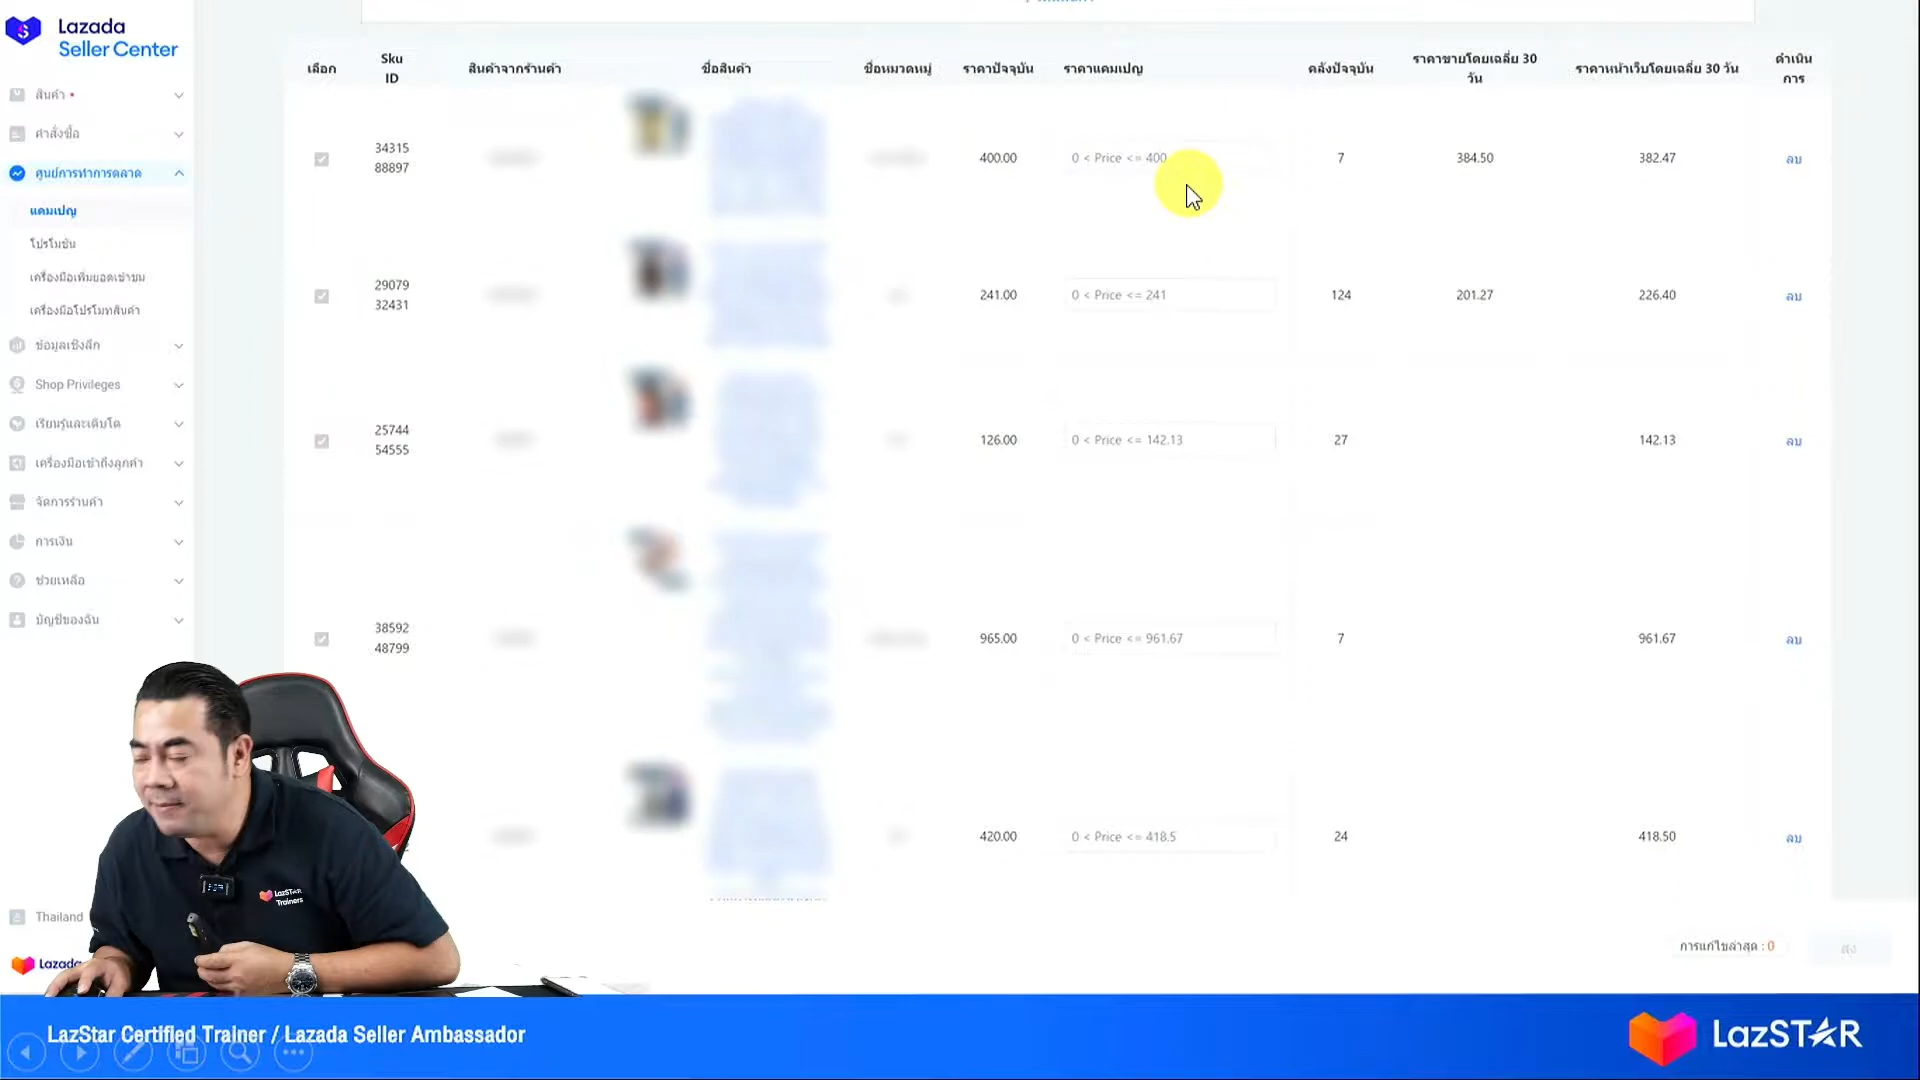 Lazada
Seller Center
สินค้า
คำสั่งซื้อ
ศูนย์การทำการตลาด
แคมเปญ
โปรโมชัน
เครื่องมือเพิ่มยอดเข้าชม
เครื่องมือโปรโมทสินค้า
ข้อมูลเชิงลึก
Shop Privileges
เรียนรู้และเติบโต
เครื่องมือเข้าถึงลูกค้า
จัดการร้านค้า
การเงิน
ช่วยเหลือ
บัญชีของฉัน
Thailand
Lazada
เลือก Sku ID สินค้าจากร้านค้า ชื่อสินค้า ชื่อหมวดหมู่ ราคาปัจจุบัน ราคาแคมเปญ คลังปัจจุบัน ราคาขายโดยเฉลี่ย 30 วัน ราคาหน้าเว็บโดยเฉลี่ย 30 วัน ดำเนินการ
34315 88897 400.00 0 < Price <= 400 7 384.50 382.47 ลบ
29079 32431 241.00 0 < Price <= 241 124 201.27 226.40 ลบ
25744 54555 126.00 0 < Price <= 142.13 27 142.13 ลบ
38592 48799 965.00 0 < Price <= 961.67 7 961.67 ลบ
420.00 0 < Price <= 418.5 24 418.50 ลบ
การแก้ไขล่าสุด : 0
ส่ง
LazSTAR
Trainers
LazStar Certified Trainer / Lazada Seller Ambassador
LazSTAR